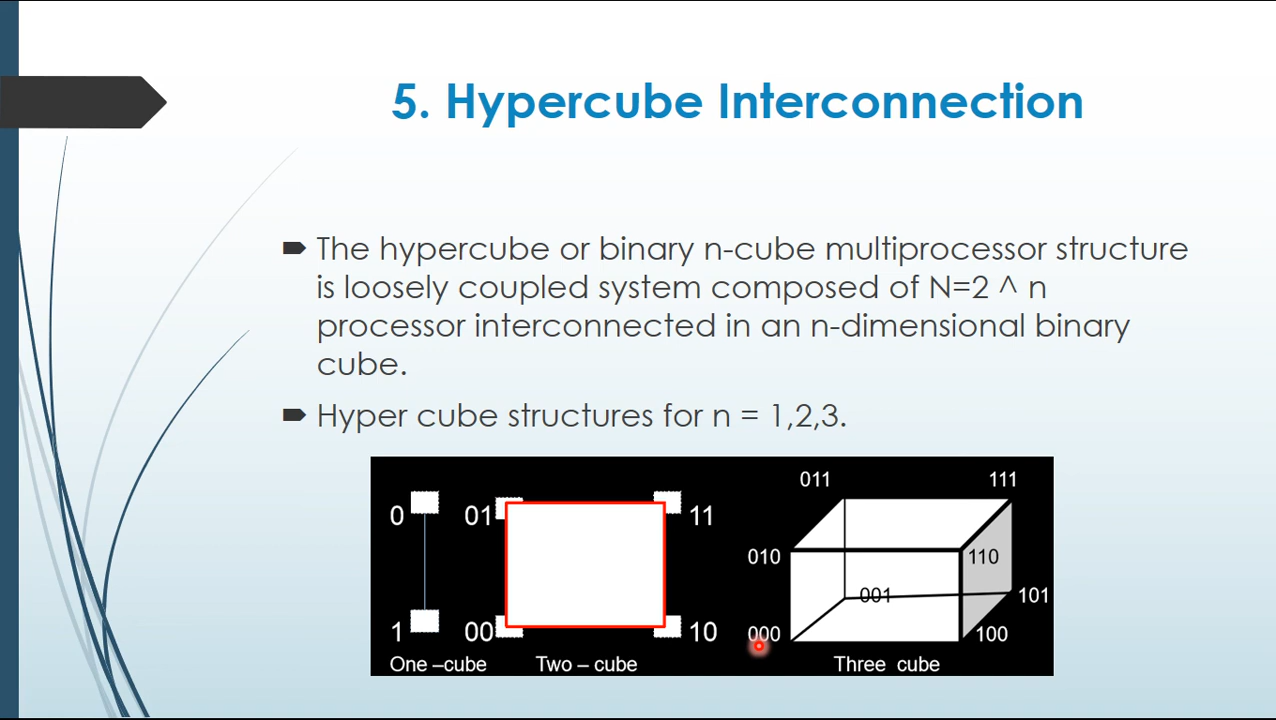 5. Hypercube Interconnection
The hypercube or binary n-cube multiprocessor structure
is loosely coupled system composed of N=2 ^ n
processor interconnected in an n-dimensional binary
cube.
Hyper cube structures for n = 1,2,3.
0
1
One –cube
01
11
00
10
Two – cube
011
111
010
110
001
101
000
100
Three cube